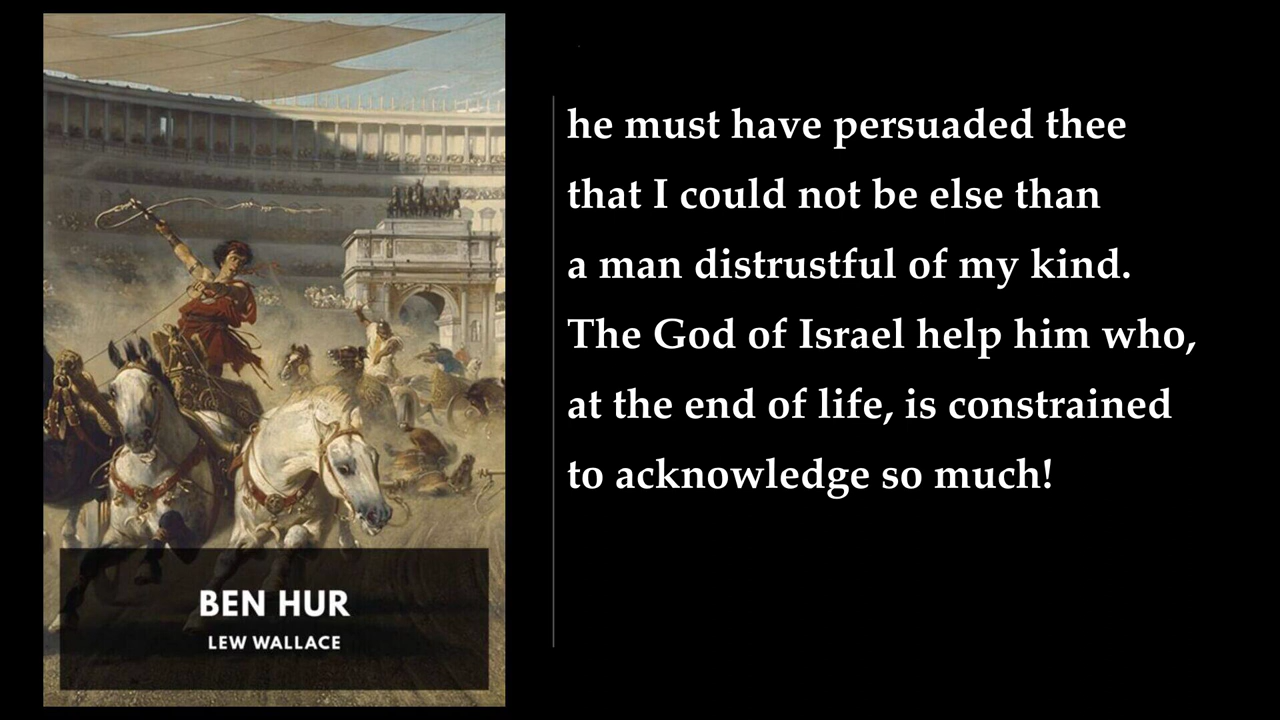 BEN HUR
LEW WALLACE
he must have persuaded thee
that I could not be else than
a man distrustful of my kind.
The God of Israel help him who,
at the end of life, is constrained
to acknowledge so much!